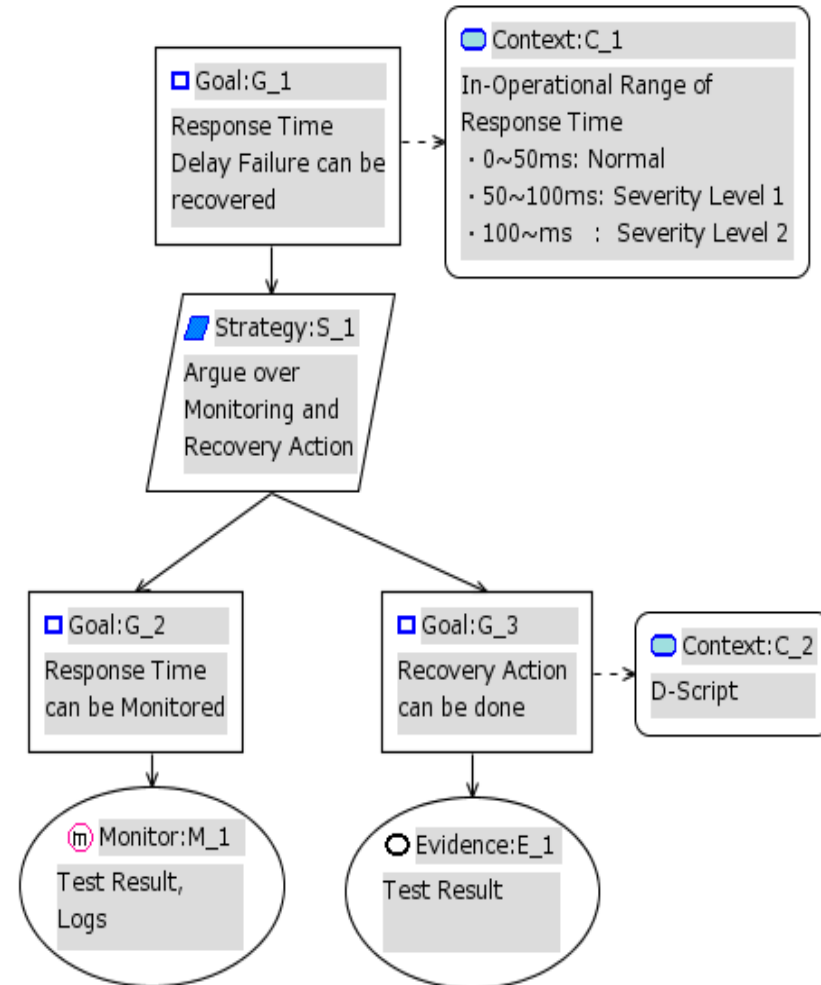 Goal:G_1
Response Time
Delay Failure can be
recovered
Context:C_1
In-Operational Range of
Response Time
・0~50ms: Normal
・50~100ms: Severity Level 1
・100~ms : Severity Level 2
Strategy:S_1
Argue over
Monitoring and
Recovery Action
Goal:G_2
Response Time
can be Monitored
Goal:G_3
Recovery Action
can be done
Context:C_2
D-Script
m Monitor:M_1
Test Result,
Logs
Evidence:E_1
Test Result